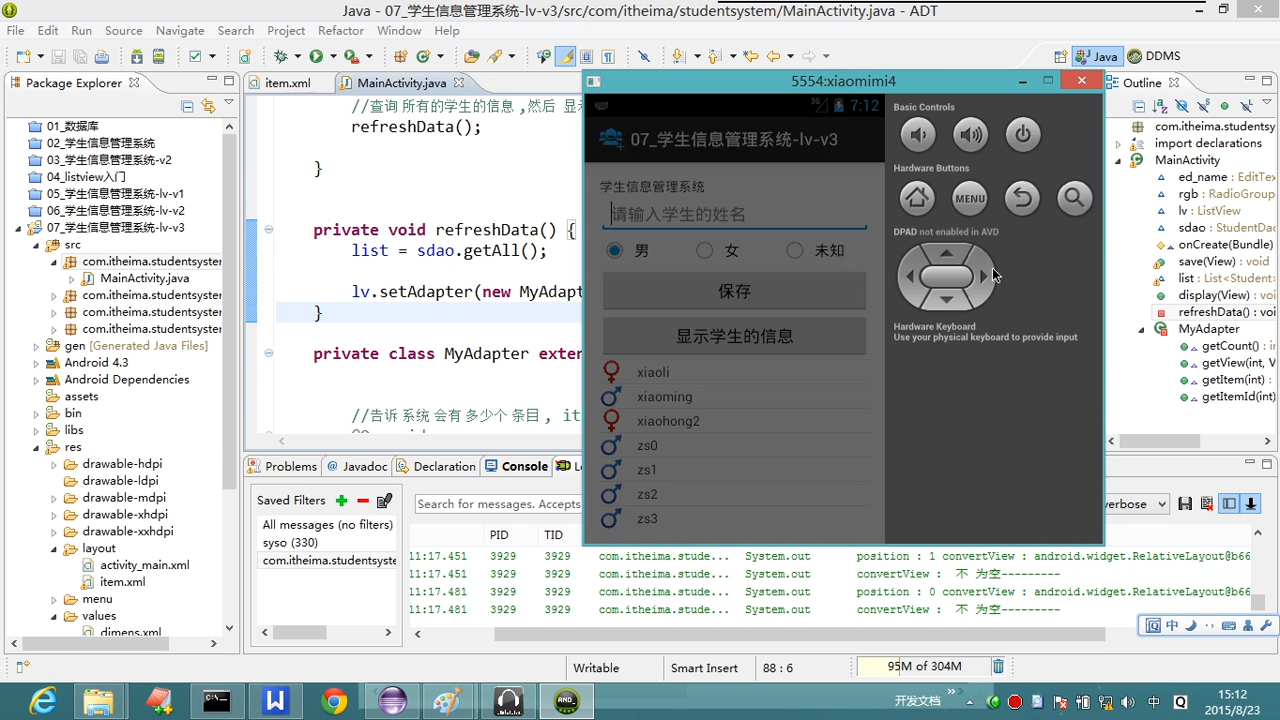 Java - 07_学生信息管理系统-lv-v3/src/com/itheima/studentsystem/MainActivity.java - ADT
File Edit Run Source Navigate Search Project Refactor Window Help
Java DDMS
Package Explorer
01_数据库
02_学生信息管理系统
03_学生信息管理系统-v2
04_listview入门
05_学生信息管理系统-lv-v1
06_学生信息管理系统-lv-v2
07_学生信息管理系统-lv-v3
src
com.itheima.studentsyster
MainActivity.java
com.itheima.studentsyster
com.itheima.studentsyster
com.itheima.studentsyster
gen [Generated Java Files]
Android 4.3
Android Dependencies
assets
bin
libs
res
drawable-hdpi
drawable-ldpi
drawable-mdpi
drawable-xhdpi
drawable-xxhdpi
layout
activity_main.xml
item.xml
menu
values
dimens.xml
item.xml
MainActivity.java
//查询所有的学生的信息,然后 显
refreshData();
}
private void refreshData() {
list = sdao.getAll();
lv.setAdapter(new MyAdapt
}
private class MyAdapter exter
//告诉系统会有多少个条目, it
5554:xiaomimi4
3G 7:12
07_学生信息管理系统-lv-v3
学生信息管理系统
请输入学生的姓名
男 女 未知
保存
显示学生的信息
xiaoli
xiaoming
xiaohong2
zs0
zs1
zs2
zs3
Basic Controls
Hardware Buttons
MENU
DPAD not enabled in AVD
Hardware Keyboard
Use your physical keyboard to provide input
Outline
com.itheima.studentsy
import declarations
MainActivity
ed_name : EditTex
rgb : RadioGroup
lv : ListView
sdao : StudentDao
onCreate(Bundle)
save(View) : void
list : List<Student
display(View) : voi
refreshData() : voi
MyAdapter
getCount() : in
getView(int, V
getItem(int) :
getItemId(int)
Problems @ Javadoc Declaration Console
Saved Filters
All messages (no filters)
syso (330)
com.itheima.studentsyste
Search for messages. Accepts
erbose
PID TID
11:17.451 3929 3929 com.itheima.stude... System.out position : 1 convertView : android.widget.RelativeLayout@b66
11:17.451 3929 3929 com.itheima.stude... System.out convertView : 不 为空---------
11:17.481 3929 3929 com.itheima.stude... System.out position : 0 convertView : android.widget.RelativeLayout@b66
11:17.481 3929 3929 com.itheima.stude... System.out convertView : 不 为空---------
中
Writable Smart Insert 88 : 6 95M of 304M
开发文档 中 15:12
2015/8/23